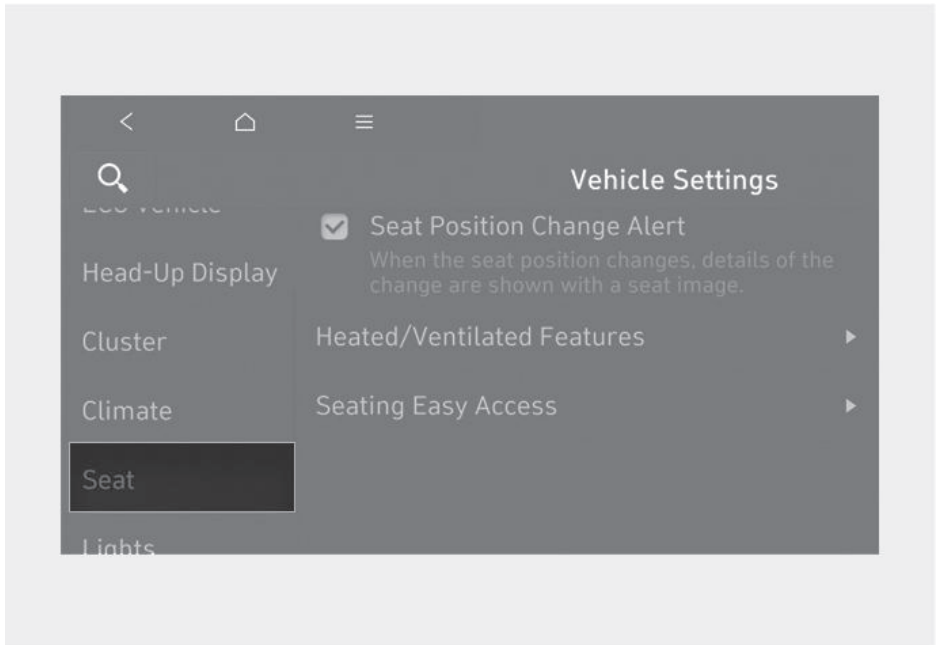 Vehicle Settings
Head-Up Display
Cluster
Climate
Seat
Lights
Seat Position Change Alert
When the seat position changes, details of the
change are shown with a seat image.
Heated/Ventilated Features
Seating Easy Access